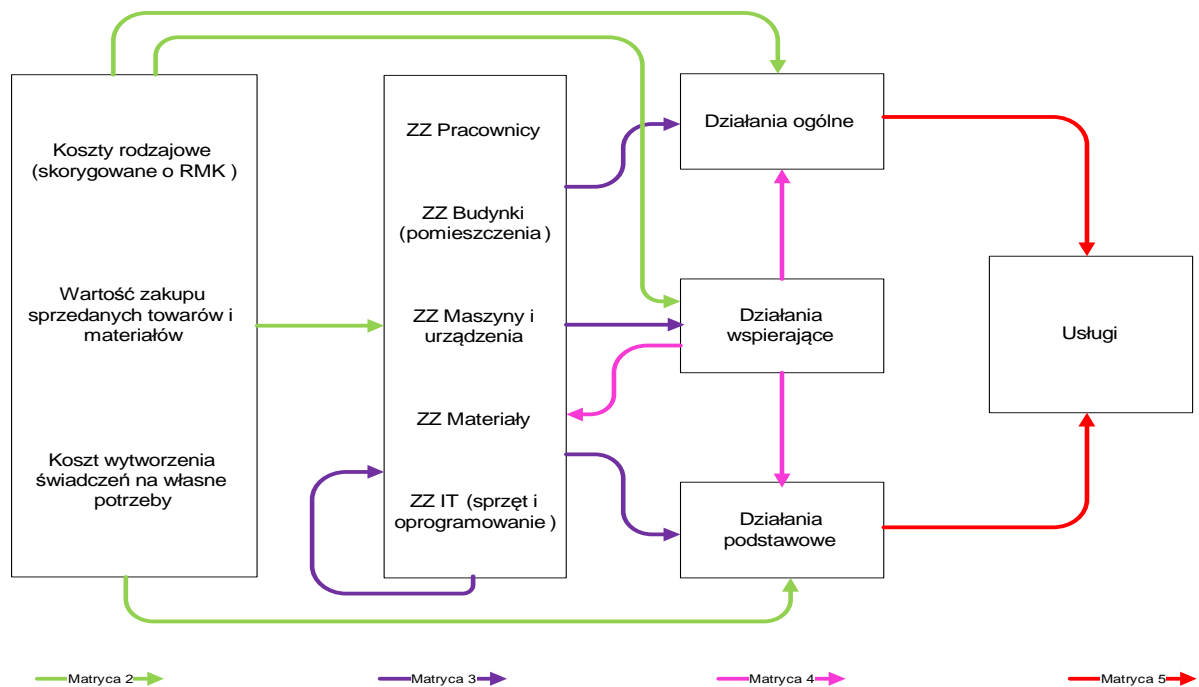 Koszty rodzajowe
(skorygowane o RMK )
Wartość zakupu
sprzedanych towarów i
materiałów
Koszt wytworzenia
świadczeń na własne
potrzeby
ZZ Pracownicy
ZZ Budynki
(pomieszczenia )
ZZ Maszyny i
urządzenia
ZZ Materiały
ZZ IT (sprzęt i
oprogramowanie )
Działania ogólne
Działania
wspierające
Działania
podstawowe
Usługi
Matryca 2
Matryca 3
Matryca 4
Matryca 5